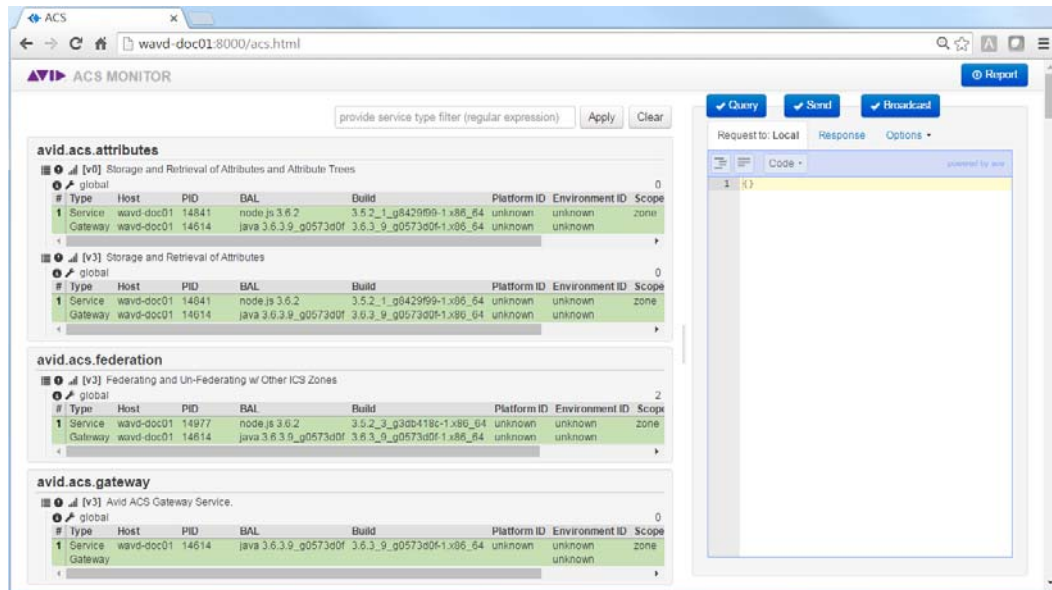 ACS
wavd-doc01:8000/acs.html
AVID ACS MONITOR
Report
provide service type filter (regular expression) Apply Clear
avid.acs.attributes
[v0] Storage and Retrieval of Attributes and Attribute Trees
global 0
# Type Host PID BAL Build Platform ID Environment ID Scope
1 Service wavd-doc01 14841 node.js 3.6.2 3.5.2_1_g8429f99-1.x86_64 unknown unknown zone
Gateway wavd-doc01 14614 java 3.6.3.9_g0573d0f 3.6.3_9_g0573d0f-1.x86_64 unknown unknown
[v3] Storage and Retrieval of Attributes
global 0
# Type Host PID BAL Build Platform ID Environment ID Scope
1 Service wavd-doc01 14841 node.js 3.6.2 3.5.2_1_g8429f99-1.x86_64 unknown unknown zone
Gateway wavd-doc01 14614 java 3.6.3.9_g0573d0f 3.6.3_9_g0573d0f-1.x86_64 unknown unknown
avid.acs.federation
[v3] Federating and Un-Federating w/ Other ICS Zones
global 2
# Type Host PID BAL Build Platform ID Environment ID Scope
1 Service wavd-doc01 14977 node.js 3.6.2 3.5.2_3_g3db418c-1.x86_64 unknown unknown zone
Gateway wavd-doc01 14614 java 3.6.3.9_g0573d0f 3.6.3_9_g0573d0f-1.x86_64 unknown unknown
avid.acs.gateway
[v3] Avid ACS Gateway Service.
global 0
# Type Host PID BAL Build Platform ID Environment ID Scope
1 Service wavd-doc01 14614 java 3.6.3.9_g0573d0f 3.6.3_9_g0573d0f-1.x86_64 unknown unknown zone
Gateway unknown
Query Send Broadcast
Request to: Local Response Options
Code powered by ace
1 {}